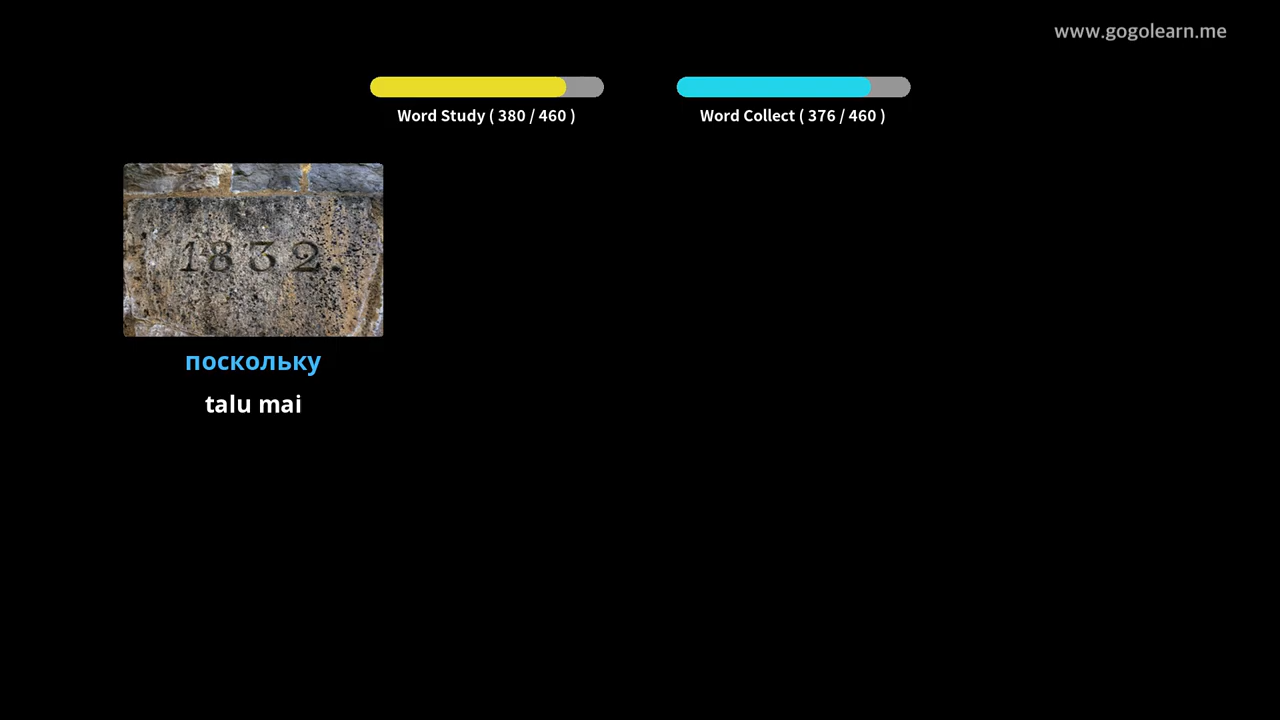 www.gogolearn.me
Word Study ( 380 / 460 )
Word Collect ( 376 / 460 )
1832.
поскольку
talu mai